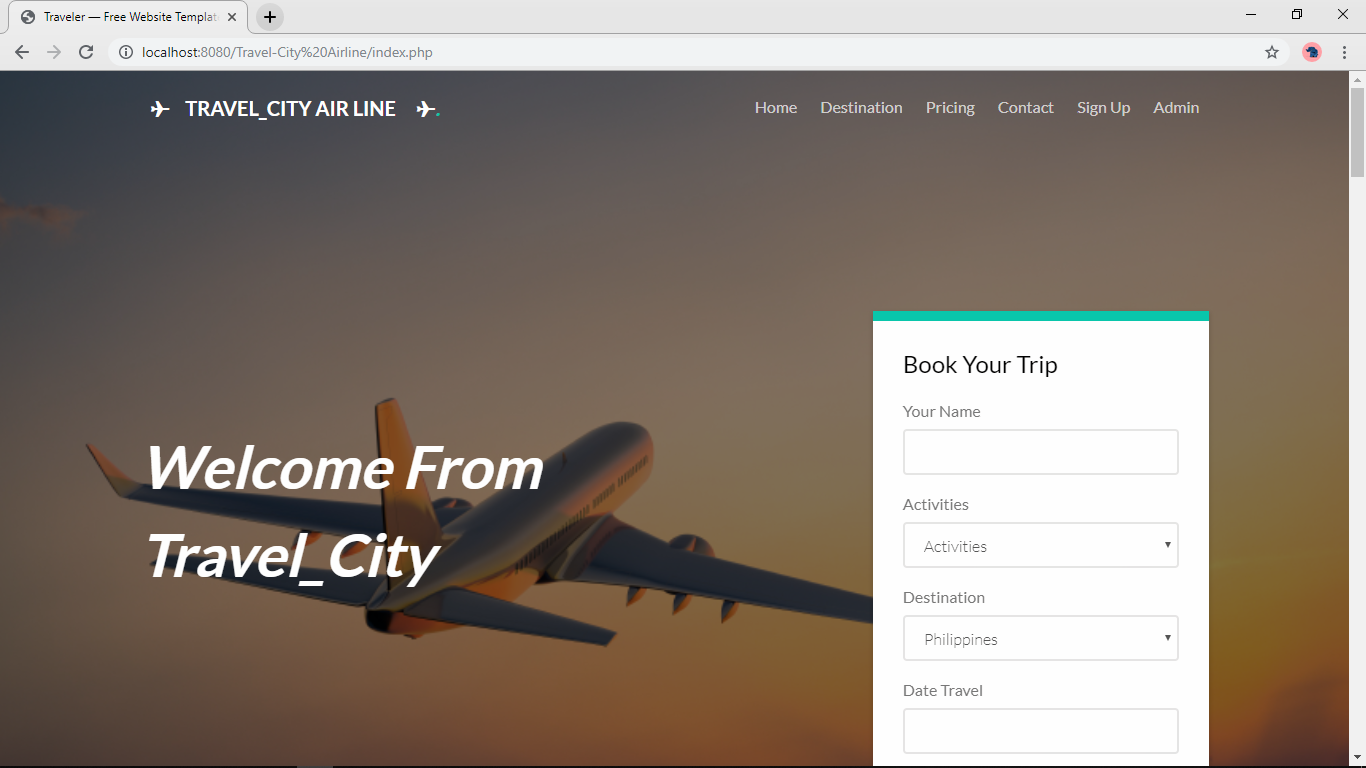 Traveler — Free Website Templat
localhost:8080/Travel-City%20Airline/index.php
TRAVEL_CITY AIR LINE
Home Destination Pricing Contact Sign Up Admin
Welcome From
Travel_City
Book Your Trip
Your Name
Activities
Activities
Destination
Philippines
Date Travel